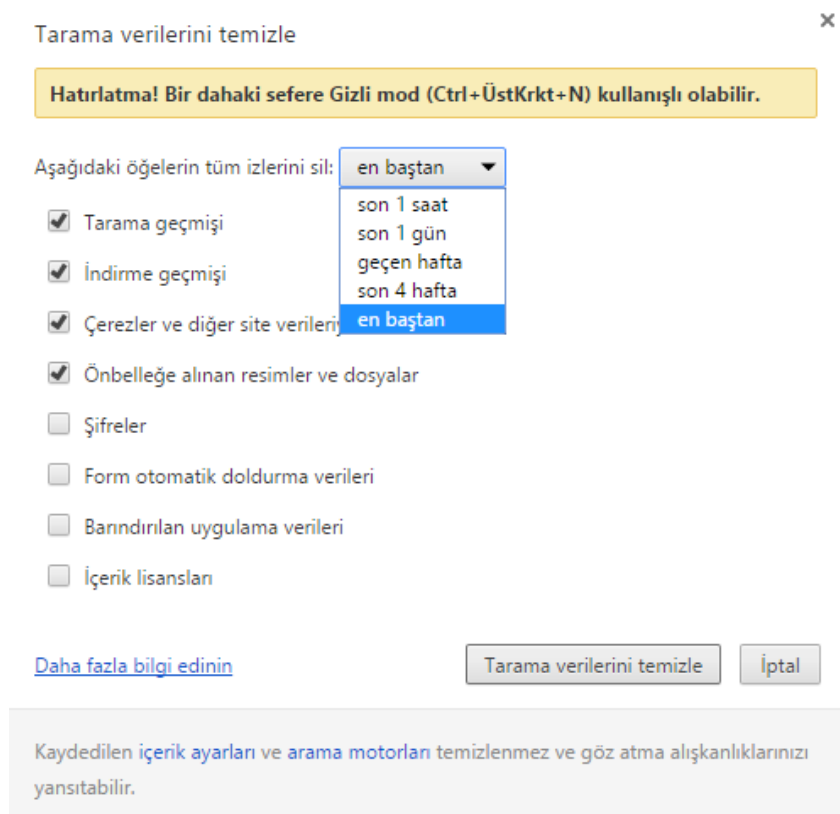 Tarama verilerini temizle
Hatırlatma! Bir dahaki sefere Gizli mod (Ctrl+ÜstKrkt+N) kullanışlı olabilir.
Aşağıdaki öğelerin tüm izlerini sil: en baştan
son 1 saat
son 1 gün
geçen hafta
son 4 hafta
en baştan
Tarama geçmişi
İndirme geçmişi
Çerezler ve diğer site
Önbelleğe alınan resimler ve dosyalar
Şifreler
Form otomatik doldurma verileri
Barındırılan uygulama verileri
İçerik lisansları
Daha fazla bilgi edinin Tarama verilerini temizle İptal
Kaydedilen içerik ayarları ve arama motorları temizlenmez ve göz atma alışkanlıklarınızı
yansıtabilir.